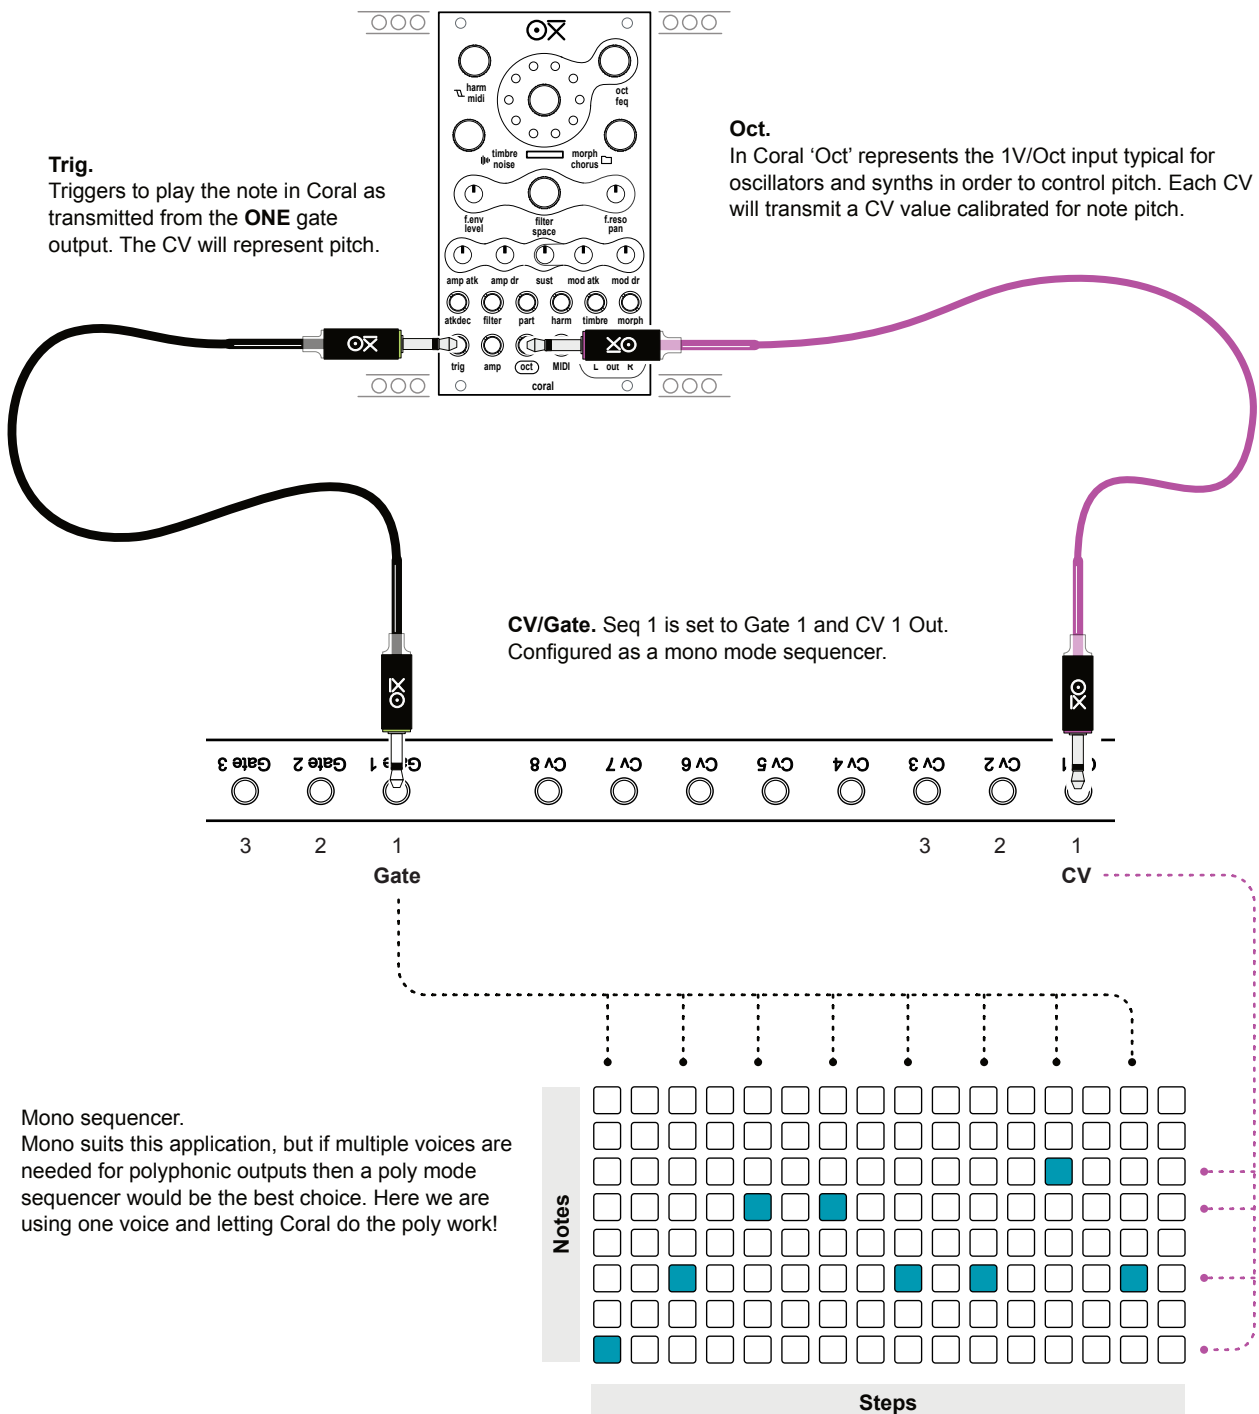 harm
midi
oct
feq
timbre
noise
morph
chorus
f.env
level
filter
space
f.reso
pan
amp atk amp dr sust mod atk mod dr
atkdec filter part harm timbre morph
trig amp oct MIDI L out R
coral
Trig.
Triggers to play the note in Coral as
transmitted from the ONE gate
output. The CV will represent pitch.
Oct.
In Coral ‘Oct’ represents the 1V/Oct input typical for
oscillators and synths in order to control pitch. Each CV
will transmit a CV value calibrated for note pitch.
CV/Gate. Seq 1 is set to Gate 1 and CV 1 Out.
Configured as a mono mode sequencer.
Gate 3 Gate 2 Gate 1 Cv 8 Cv 7 Cv 6 Cv 5 Cv 4 Cv 3 Cv 2 Cv 1
3 2 1 3 2 1
Gate CV
Mono sequencer.
Mono suits this application, but if multiple voices are
needed for polyphonic outputs then a poly mode
sequencer would be the best choice. Here we are
using one voice and letting Coral do the poly work!
Notes
Steps